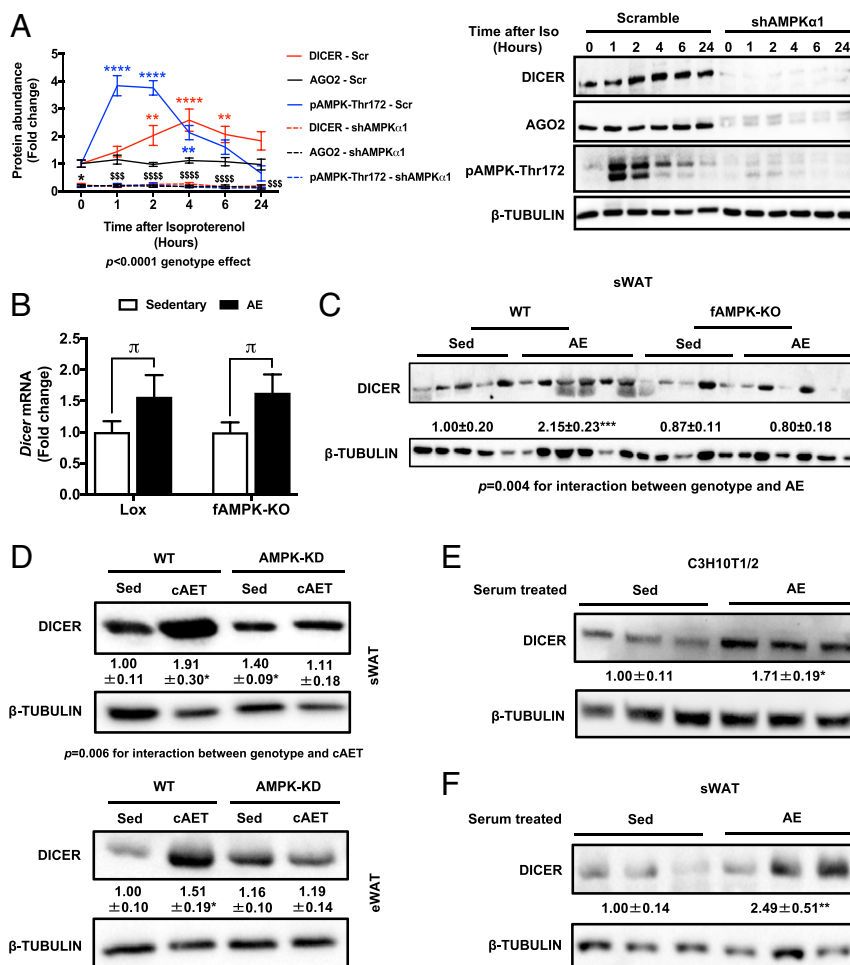 A
Protein abundance
(Fold change)
5
4
3
2
1
0
****
****
****
**
**
**
*
$$$
$$$$
$$$$
$$$$
$$$
0 1 2 4 6 24
Time after Isoproterenol
(Hours)
p<0.0001 genotype effect
DICER - Scr
AGO2 - Scr
pAMPK-Thr172 - Scr
DICER - shAMPKα1
AGO2 - shAMPKα1
pAMPK-Thr172 - shAMPKα1
Scramble shAMPKα1
Time after Iso
(Hours)
0 1 2 4 6 24 0 1 2 4 6 24
DICER
AGO2
pAMPK-Thr172
β-TUBULIN
B
Sedentary AE
Dicer mRNA
(Fold change)
2.5
2.0
1.5
1.0
0.5
0.0
π π
Lox fAMPK-KO
C
sWAT
WT fAMPK-KO
Sed AE Sed AE
DICER
1.00±0.20 2.15±0.23*** 0.87±0.11 0.80±0.18
β-TUBULIN
p=0.004 for interaction between genotype and AE
D
WT AMPK-KD
Sed cAET Sed cAET
DICER
1.00 1.91 1.40 1.11
±0.11 ±0.30* ±0.09* ±0.18
sWAT
β-TUBULIN
p=0.006 for interaction between genotype and cAET
WT AMPK-KD
Sed cAET Sed cAET
DICER
1.00 1.51 1.16 1.19
±0.10 ±0.19* ±0.10 ±0.14
eWAT
β-TUBULIN
E
C3H10T1/2
Serum treated Sed AE
DICER
1.00±0.11 1.71±0.19*
β-TUBULIN
F
sWAT
Serum treated Sed AE
DICER
1.00±0.14 2.49±0.51**
β-TUBULIN